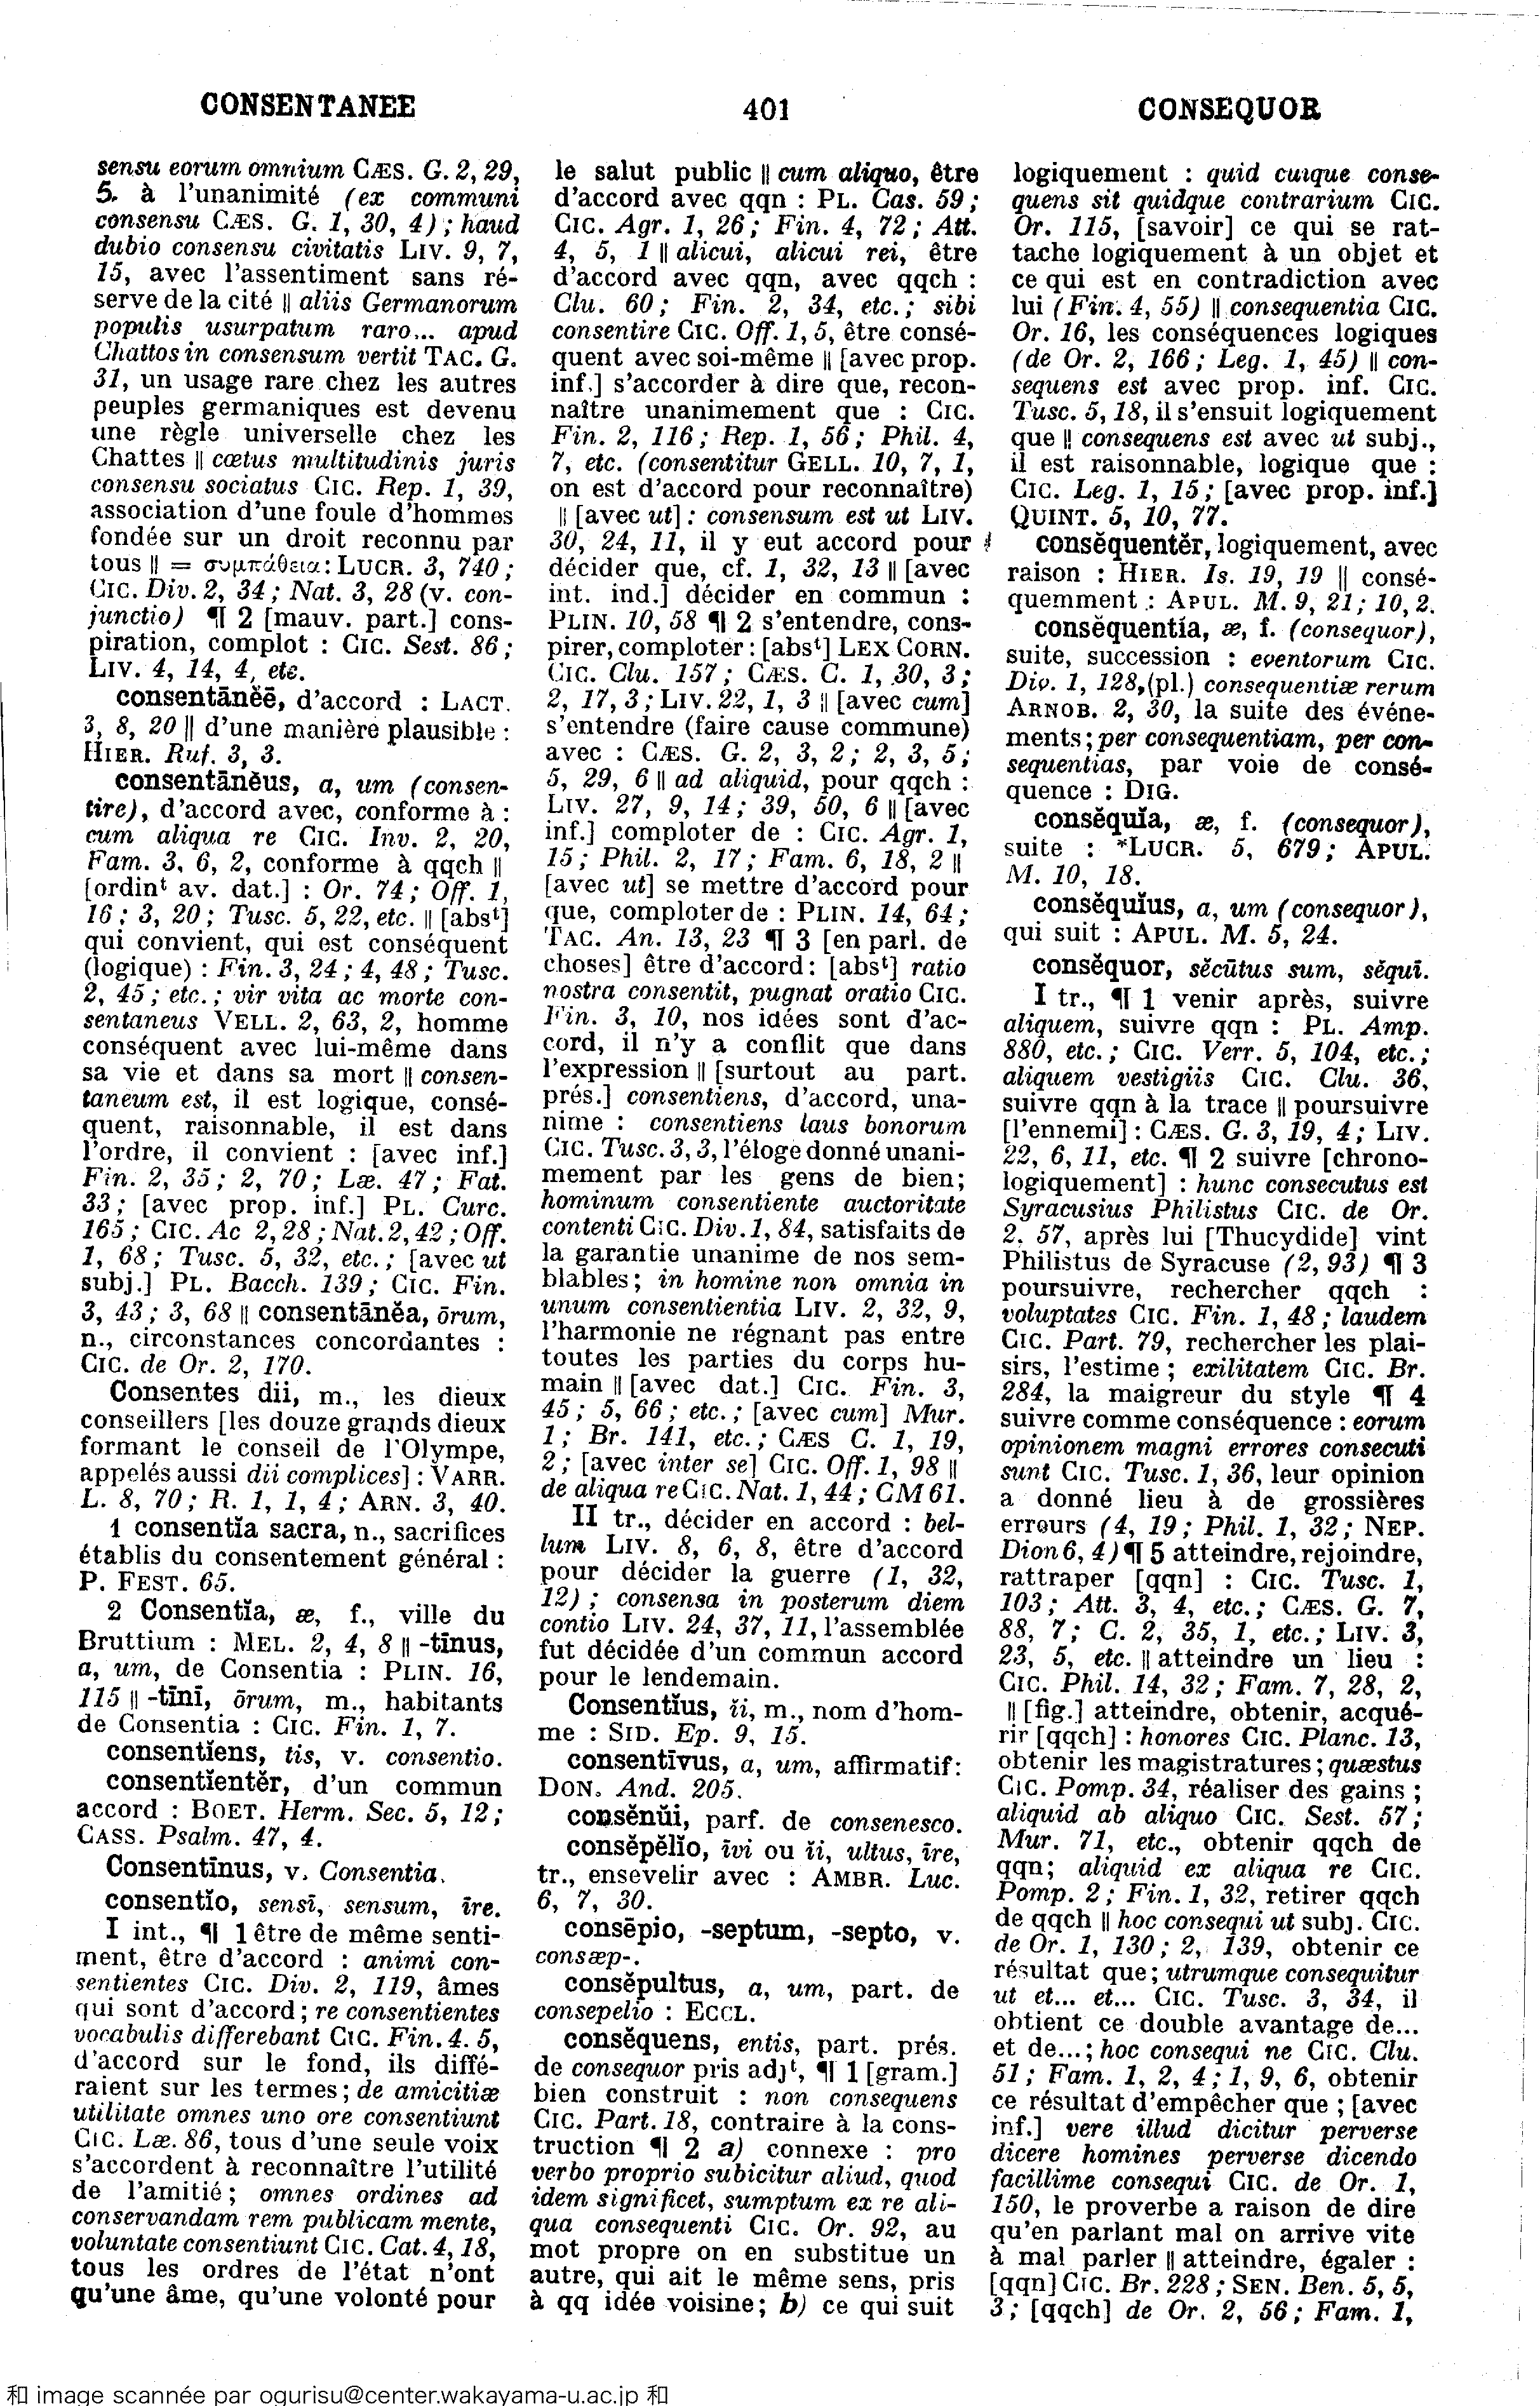 CONSENTANEE
401
CONSEQUOR
sensu eorum omnium CÆS. G. 2, 29,
5. à l'unanimité (ex communi
consensu CÆS. G. 1, 30, 4) ; haud
dubio consensu civitatis LIV. 9, 7,
15, avec l'assentiment sans ré-
serve de la cité || aliis Germanorum
populis usurpatum raro... apud
Chattos in consensum vertit TAC. G.
31, un usage rare chez les autres
peuples germaniques est devenu
une règle universelle chez les
Chattes || cœtus multitudinis juris
consensu sociatus CIC. Rep. 1, 39,
association d'une foule d'hommes
fondée sur un droit reconnu par
tous || = συμπάθεια : LUCR. 3, 740 ;
CIC. Div. 2, 34 ; Nat. 3, 28 (v. con-
junctio) ¶ 2 [mauv. part.] cons-
piration, complot : CIC. Sest. 86 ;
LIV. 4, 14, 4, etc.
consentānĕē, d'accord : LACT.
3, 8, 20 || d'une manière plausible :
HIER. Ruf. 3, 3.
consentānĕus, a, um (consen-
tire), d'accord avec, conforme à :
cum aliqua re CIC. Inv. 2, 20,
Fam. 3, 6, 2, conforme à qqch ||
[ordinᵗ av. dat.] : Or. 74 ; Off. 1,
16 ; 3, 20 ; Tusc. 5, 22, etc. || [absᵗ]
qui convient, qui est conséquent
(logique) : Fin. 3, 24 ; 4, 48 ; Tusc.
2, 45 ; etc. ; vir vita ac morte con-
sentaneus VELL. 2, 63, 2, homme
conséquent avec lui-même dans
sa vie et dans sa mort || consen-
taneum est, il est logique, consé-
quent, raisonnable, il est dans
l'ordre, il convient : [avec inf.]
Fin. 2, 35 ; 2, 70 ; Læ. 47 ; Fat.
33 ; [avec prop. inf.] PL. Curc.
165 ; CIC. Ac 2, 28 ; Nat. 2, 42 ; Off.
1, 68 ; Tusc. 5, 32, etc. ; [avec ut
subj.] PL. Bacch. 139 ; CIC. Fin.
3, 43 ; 3, 68 || consentānĕa, ōrum,
n., circonstances concordantes :
CIC. de Or. 2, 170.
Consentes dii, m., les dieux
conseillers [les douze grands dieux
formant le conseil de l'Olympe,
appelés aussi dii complices] : VARR.
L. 8, 70 ; R. 1, 1, 4 ; ARN. 3, 40.
1 consentĭa sacra, n., sacrifices
établis du consentement général :
P. FEST. 65.
2 Consentĭa, æ, f., ville du
Bruttium : MEL. 2, 4, 8 || -tīnus,
a, um, de Consentia : PLIN. 16,
115 || -tīnī, ōrum, m., habitants
de Consentia : CIC. Fin. 1, 7.
consentĭens, tis, v. consentio.
consentĭentĕr, d'un commun
accord : BOET. Herm. Sec. 5, 12 ;
CASS. Psalm. 47, 4.
Consentīnus, v. Consentia.
consentĭo, sensī, sensum, īre.
I int., ¶ 1 être de même senti-
ment, être d'accord : animi con-
sentientes CIC. Div. 2, 119, âmes
qui sont d'accord ; re consentientes
vocabulis differebant CIC. Fin. 4. 5,
d'accord sur le fond, ils diffé-
raient sur les termes ; de amicitiæ
utilitate omnes uno ore consentiunt
CIC. Læ. 86, tous d'une seule voix
s'accordent à reconnaître l'utilité
de l'amitié ; omnes ordines ad
conservandam rem publicam mente,
voluntate consentiunt CIC. Cat. 4, 18,
tous les ordres de l'état n'ont
qu'une âme, qu'une volonté pour
le salut public || cum aliquo, être
d'accord avec qqn : PL. Cas. 59 ;
CIC. Agr. 1, 26 ; Fin. 4, 72 ; Att.
4, 5, 1 || alicui, alicui rei, être
d'accord avec qqn, avec qqch :
Clu. 60 ; Fin. 2, 34, etc. ; sibi
consentire CIC. Off. 1, 5, être consé-
quent avec soi-même || [avec prop.
inf.] s'accorder à dire que, recon-
naître unanimement que : CIC.
Fin. 2, 116 ; Rep. 1, 56 ; Phil. 4,
7, etc. (consentitur GELL. 10, 7, 1,
on est d'accord pour reconnaître)
|| [avec ut] : consensum est ut LIV.
30, 24, 11, il y eut accord pour
décider que, cf. 1, 32, 13 || [avec
int. ind.] décider en commun :
PLIN. 10, 58 ¶ 2 s'entendre, cons-
pirer, comploter : [absᵗ] LEX CORN.
CIC. Clu. 157 ; CÆS. C. 1, 30, 3 ;
2, 17, 3 ; LIV. 22, 1, 3 || [avec cum]
s'entendre (faire cause commune)
avec : CÆS. G. 2, 3, 2 ; 2, 3, 5 ;
5, 29, 6 || ad aliquid, pour qqch :
LIV. 27, 9, 14 ; 39, 50, 6 || [avec
inf.] comploter de : CIC. Agr. 1,
15 ; Phil. 2, 17 ; Fam. 6, 18, 2 ||
[avec ut] se mettre d'accord pour
que, comploter de : PLIN. 14, 64 ;
TAC. An. 13, 23 ¶ 3 [en parl. de
choses] être d'accord : [absᵗ] ratio
nostra consentit, pugnat oratio CIC.
Fin. 3, 10, nos idées sont d'ac-
cord, il n'y a conflit que dans
l'expression || [surtout au part.
prés.] consentiens, d'accord, una-
nime : consentiens laus bonorum
CIC. Tusc. 3, 3, l'éloge donné unani-
mement par les gens de bien ;
hominum consentiente auctoritate
contenti CIC. Div. 1, 84, satisfaits de
la garantie unanime de nos sem-
blables ; in homine non omnia in
unum consentientia LIV. 2, 32, 9,
l'harmonie ne régnant pas entre
toutes les parties du corps hu-
main || [avec dat.] CIC. Fin. 3,
45 ; 5, 66 ; etc. ; [avec cum] Mur.
1 ; Br. 141, etc. ; CÆS C. 1, 19,
2 ; [avec inter se] CIC. Off. 1, 98 ||
de aliqua re CIC. Nat. 1, 44 ; CM 61.
II tr., décider en accord : bel-
lum LIV. 8, 6, 8, être d'accord
pour décider la guerre (1, 32,
12) ; consensa in posterum diem
contio LIV. 24, 37, 11, l'assemblée
fut décidée d'un commun accord
pour le lendemain.
Consentĭus, ĭi, m., nom d'hom-
me : SID. Ep. 9, 15.
consentīvus, a, um, affirmatif :
DON. And. 205.
consĕnŭi, parf. de consenesco.
consĕpĕlĭo, īvi ou ĭi, ultus, īre,
tr., ensevelir avec : AMBR. Luc.
6, 7, 30.
consēpio, -septum, -septo, v.
consæp-.
consĕpultus, a, um, part. de
consepelio : ECCL.
consĕquens, entis, part. prés.
de consequor pris adjᵗ, ¶ 1 [gram.]
bien construit : non consequens
CIC. Part. 18, contraire à la cons-
truction ¶ 2 a) connexe : pro
verbo proprio subicitur aliud, quod
idem significet, sumptum ex re ali-
qua consequenti CIC. Or. 92, au
mot propre on en substitue un
autre, qui ait le même sens, pris
à qq idée voisine ; b) ce qui suit
logiquement : quid cuique conse-
quens sit quidque contrarium CIC.
Or. 115, [savoir] ce qui se rat-
tache logiquement à un objet et
ce qui est en contradiction avec
lui (Fin. 4, 55) || consequentia CIC.
Or. 16, les conséquences logiques
(de Or. 2, 166 ; Leg. 1, 45) || con-
sequens est avec prop. inf. CIC.
Tusc. 5, 18, il s'ensuit logiquement
que || consequens est avec ut subj.,
il est raisonnable, logique que :
CIC. Leg. 1, 15 ; [avec prop. inf.]
QUINT. 5, 10, 77.
consĕquentĕr, logiquement, avec
raison : HIER. Is. 19, 19 || consé-
quemment : APUL. M. 9, 21 ; 10, 2.
consĕquentĭa, æ, f. (consequor),
suite, succession : eventorum CIC.
Div. 1, 128, (pl.) consequentiæ rerum
ARNOB. 2, 30, la suite des événe-
ments ; per consequentiam, per con-
sequentias, par voie de consé-
quence : DIG.
consĕquĭa, æ, f. (consequor),
suite : *LUCR. 5, 679 ; APUL.
M. 10, 18.
consĕquĭus, a, um (consequor),
qui suit : APUL. M. 5, 24.
consĕquor, sĕcūtus sum, sĕquī.
I tr., ¶ 1 venir après, suivre
aliquem, suivre qqn : PL. Amp.
880, etc. ; CIC. Verr. 5, 104, etc. ;
aliquem vestigiis CIC. Clu. 36,
suivre qqn à la trace || poursuivre
[l'ennemi] : CÆS. G. 3, 19, 4 ; LIV.
22, 6, 11, etc. ¶ 2 suivre [chrono-
logiquement] : hunc consecutus est
Syracusius Philistus CIC. de Or.
2, 57, après lui [Thucydide] vint
Philistus de Syracuse (2, 93) ¶ 3
poursuivre, rechercher qqch :
voluptates CIC. Fin. 1, 48 ; laudem
CIC. Part. 79, rechercher les plai-
sirs, l'estime ; exilitatem CIC. Br.
284, la maigreur du style ¶ 4
suivre comme conséquence : eorum
opinionem magni errores consecuti
sunt CIC. Tusc. 1, 36, leur opinion
a donné lieu à de grossières
erreurs (4, 19 ; Phil. 1, 32 ; NEP.
Dion 6, 4) ¶ 5 atteindre, rejoindre,
rattraper [qqn] : CIC. Tusc. 1,
103 ; Att. 3, 4, etc. ; CÆS. G. 7,
88, 7 ; C. 2, 35, 1, etc. ; LIV. 3,
23, 5, etc. || atteindre un lieu :
CIC. Phil. 14, 32 ; Fam. 7, 28, 2,
|| [fig.] atteindre, obtenir, acqué-
rir [qqch] : honores CIC. Planc. 13,
obtenir les magistratures ; quæstus
CIC. Pomp. 34, réaliser des gains ;
aliquid ab aliquo CIC. Sest. 57 ;
Mur. 71, etc., obtenir qqch de
qqn ; aliquid ex aliqua re CIC.
Pomp. 2 ; Fin. 1, 32, retirer qqch
de qqch || hoc consequi ut subj. CIC.
de Or. 1, 130 ; 2, 139, obtenir ce
résultat que ; utrumque consequitur
ut et... et... CIC. Tusc. 3, 34, il
obtient ce double avantage de...
et de... ; hoc consequi ne CIC. Clu.
51 ; Fam. 1, 2, 4 ; 1, 9, 6, obtenir
ce résultat d'empêcher que ; [avec
inf.] vere illud dicitur perverse
dicere homines perverse dicendo
facillime consequi CIC. de Or. 1,
150, le proverbe a raison de dire
qu'en parlant mal on arrive vite
à mal parler || atteindre, égaler :
[qqn] CIC. Br. 228 ; SEN. Ben. 5, 5,
3 ; [qqch] de Or. 2, 56 ; Fam. 1,
和 image scannée par ogurisu@center.wakayama-u.ac.jp 和